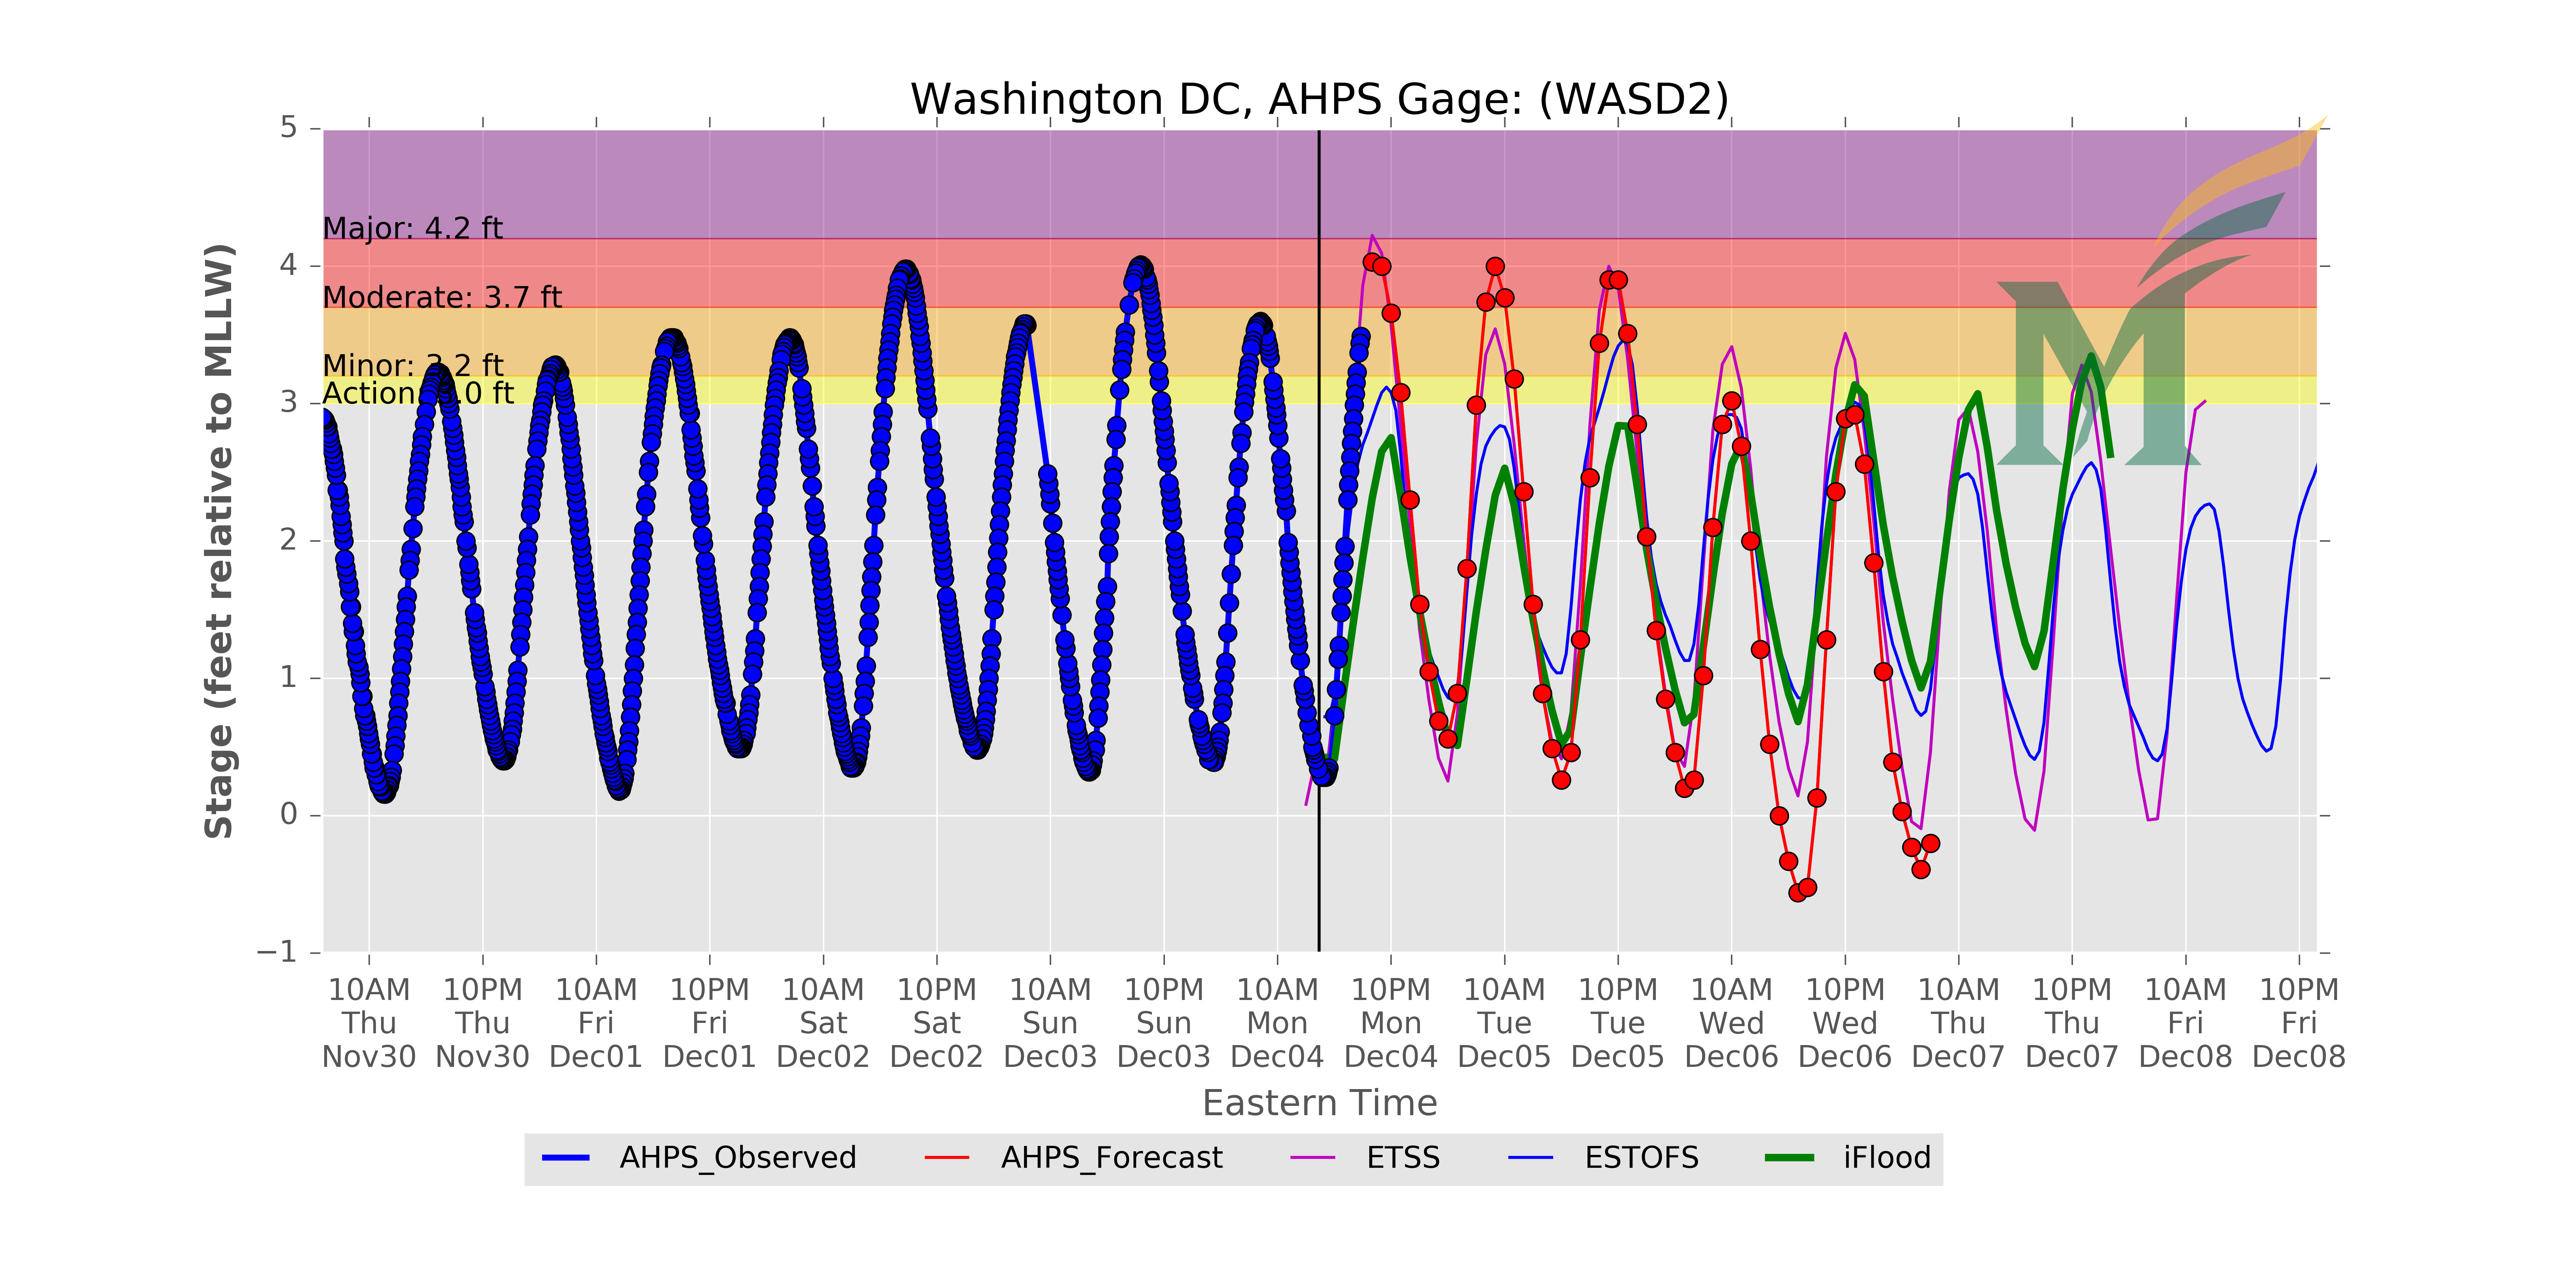 Washington DC, AHPS Gage: (WASD2)
5
4
3
2
1
0
−1
Stage (feet relative to MLLW)
Major: 4.2 ft
Moderate: 3.7 ft
Minor: 3.2 ft
Action: 3.0 ft
10AM 10PM 10AM 10PM 10AM 10PM 10AM 10PM 10AM 10PM 10AM 10PM 10AM 10PM 10AM 10PM 10AM 10PM
Thu Thu Fri Fri Sat Sat Sun Sun Mon Mon Tue Tue Wed Wed Thu Thu Fri Fri
Nov30 Nov30 Dec01 Dec01 Dec02 Dec02 Dec03 Dec03 Dec04 Dec04 Dec05 Dec05 Dec06 Dec06 Dec07 Dec07 Dec08 Dec08
Eastern Time
AHPS_Observed AHPS_Forecast ETSS ESTOFS iFlood